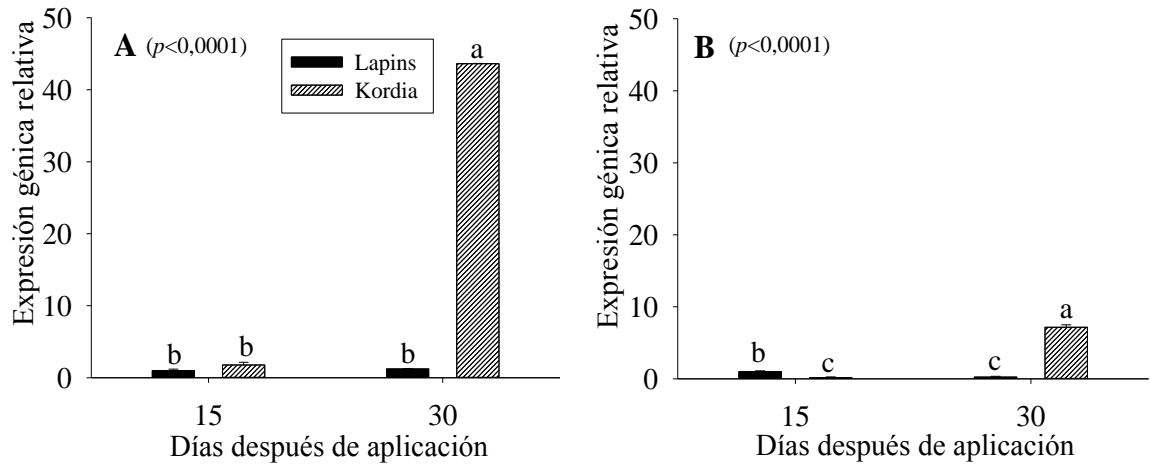 A (p<0,0001)
Lapins
Kordia
Expresión génica relativa
50
40
30
20
10
0
b
b
b
a
15
30
Días después de aplicación
B (p<0,0001)
Expresión génica relativa
50
40
30
20
10
0
b
c
c
a
15
30
Días después de aplicación